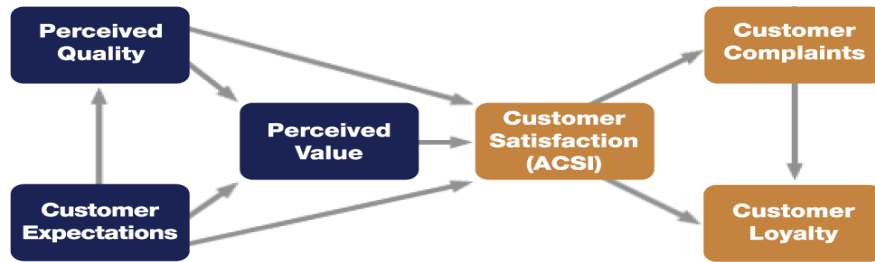 Perceived
Quality
Customer
Complaints
Perceived
Value
Customer
Satisfaction
(ACSI)
Customer
Expectations
Customer
Loyalty